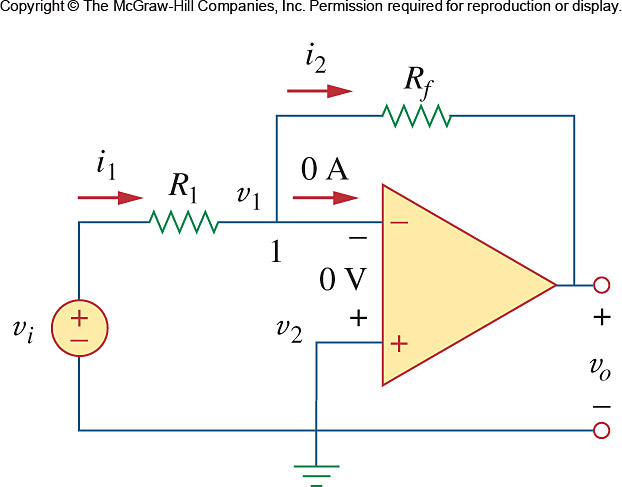 Copyright © The McGraw-Hill Companies, Inc. Permission required for reproduction or display.
i₂
R_f
i₁
R₁
v₁
0 A
−
1
−
0 V
+
v₂
+
+
−
vᵢ
+
vₒ
−